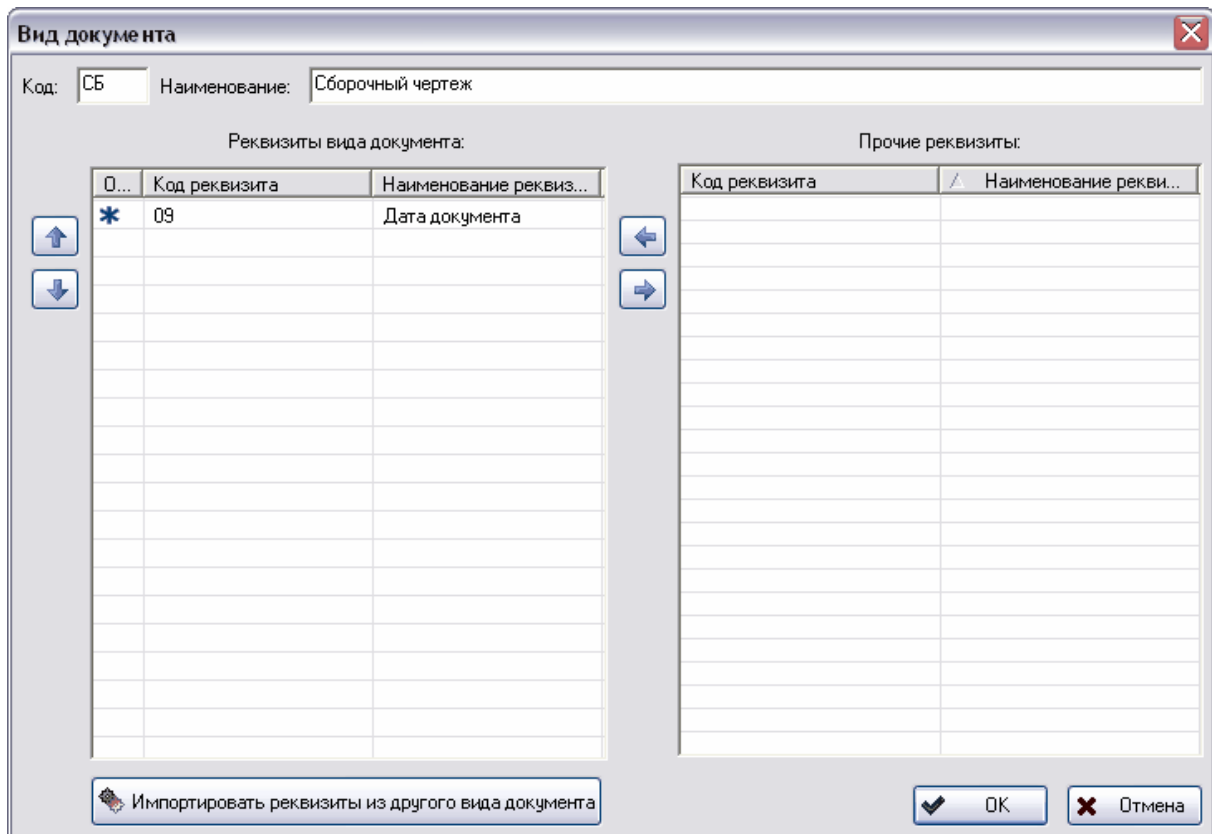 Вид документа
Код: СБ Наименование: Сборочный чертеж
Реквизиты вида документа: Прочие реквизиты:
О... Код реквизита Наименование реквиз... Код реквизита Наименование рекви...
09 Дата документа
Импортировать реквизиты из другого вида документа OK Отмена